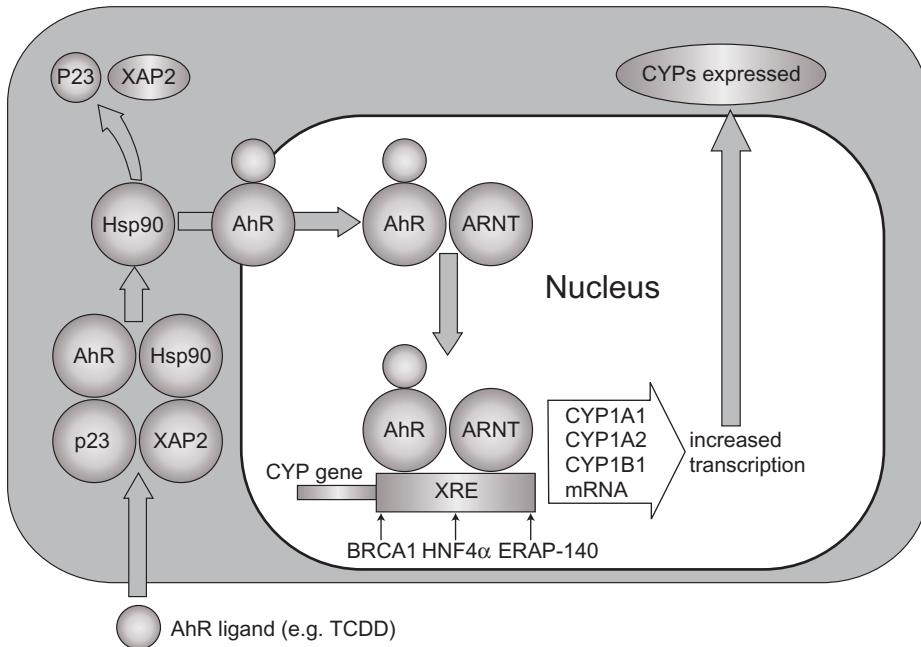 P23
XAP2
CYPs expressed
Hsp90
AhR
AhR
ARNT
Nucleus
AhR
Hsp90
p23
XAP2
AhR
ARNT
CYP gene
XRE
BRCA1 HNF4α ERAP-140
CYP1A1
CYP1A2
CYP1B1
mRNA
increased
transcription
AhR ligand (e.g. TCDD)